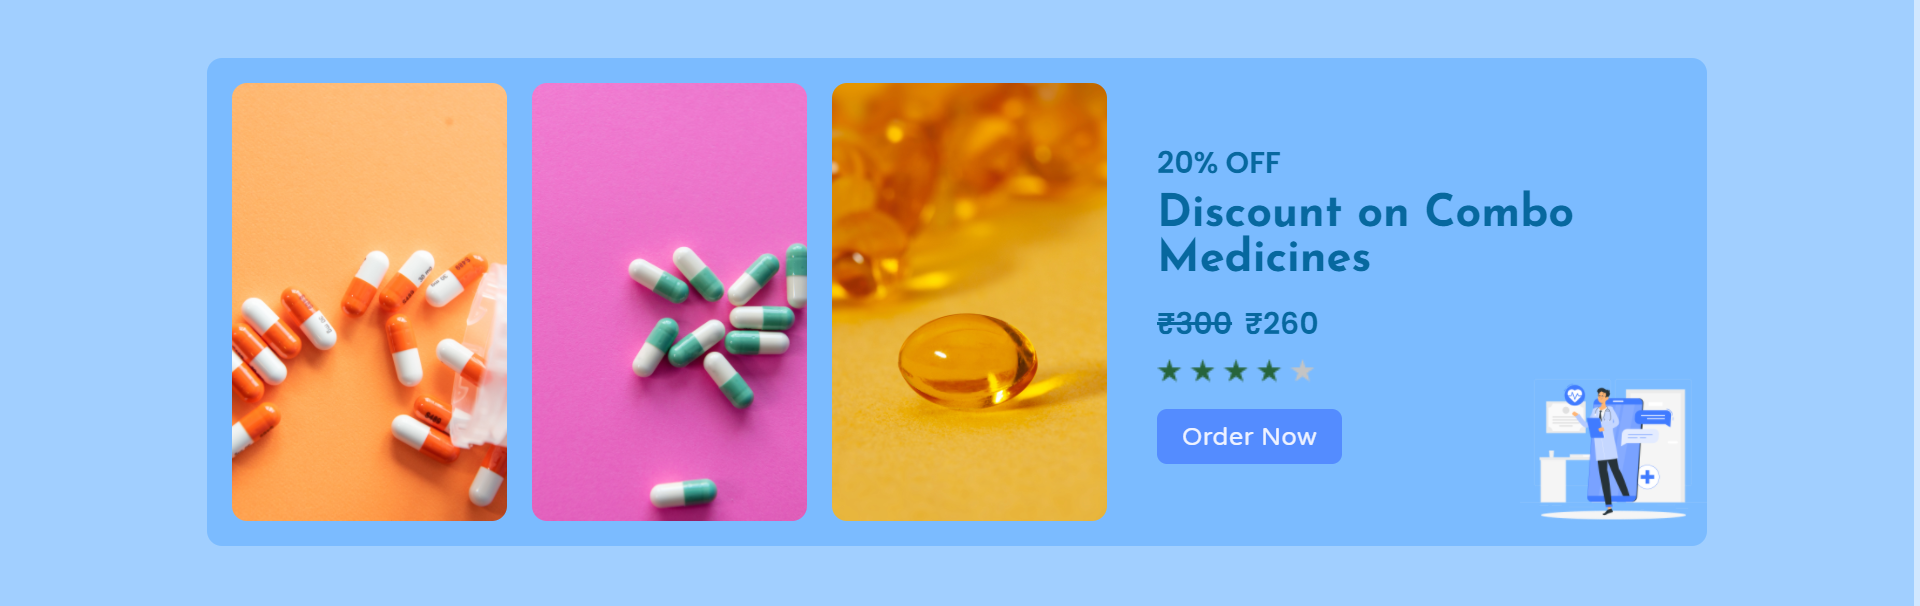 20% OFF
Discount on Combo
Medicines
₹300 ₹260
Order Now